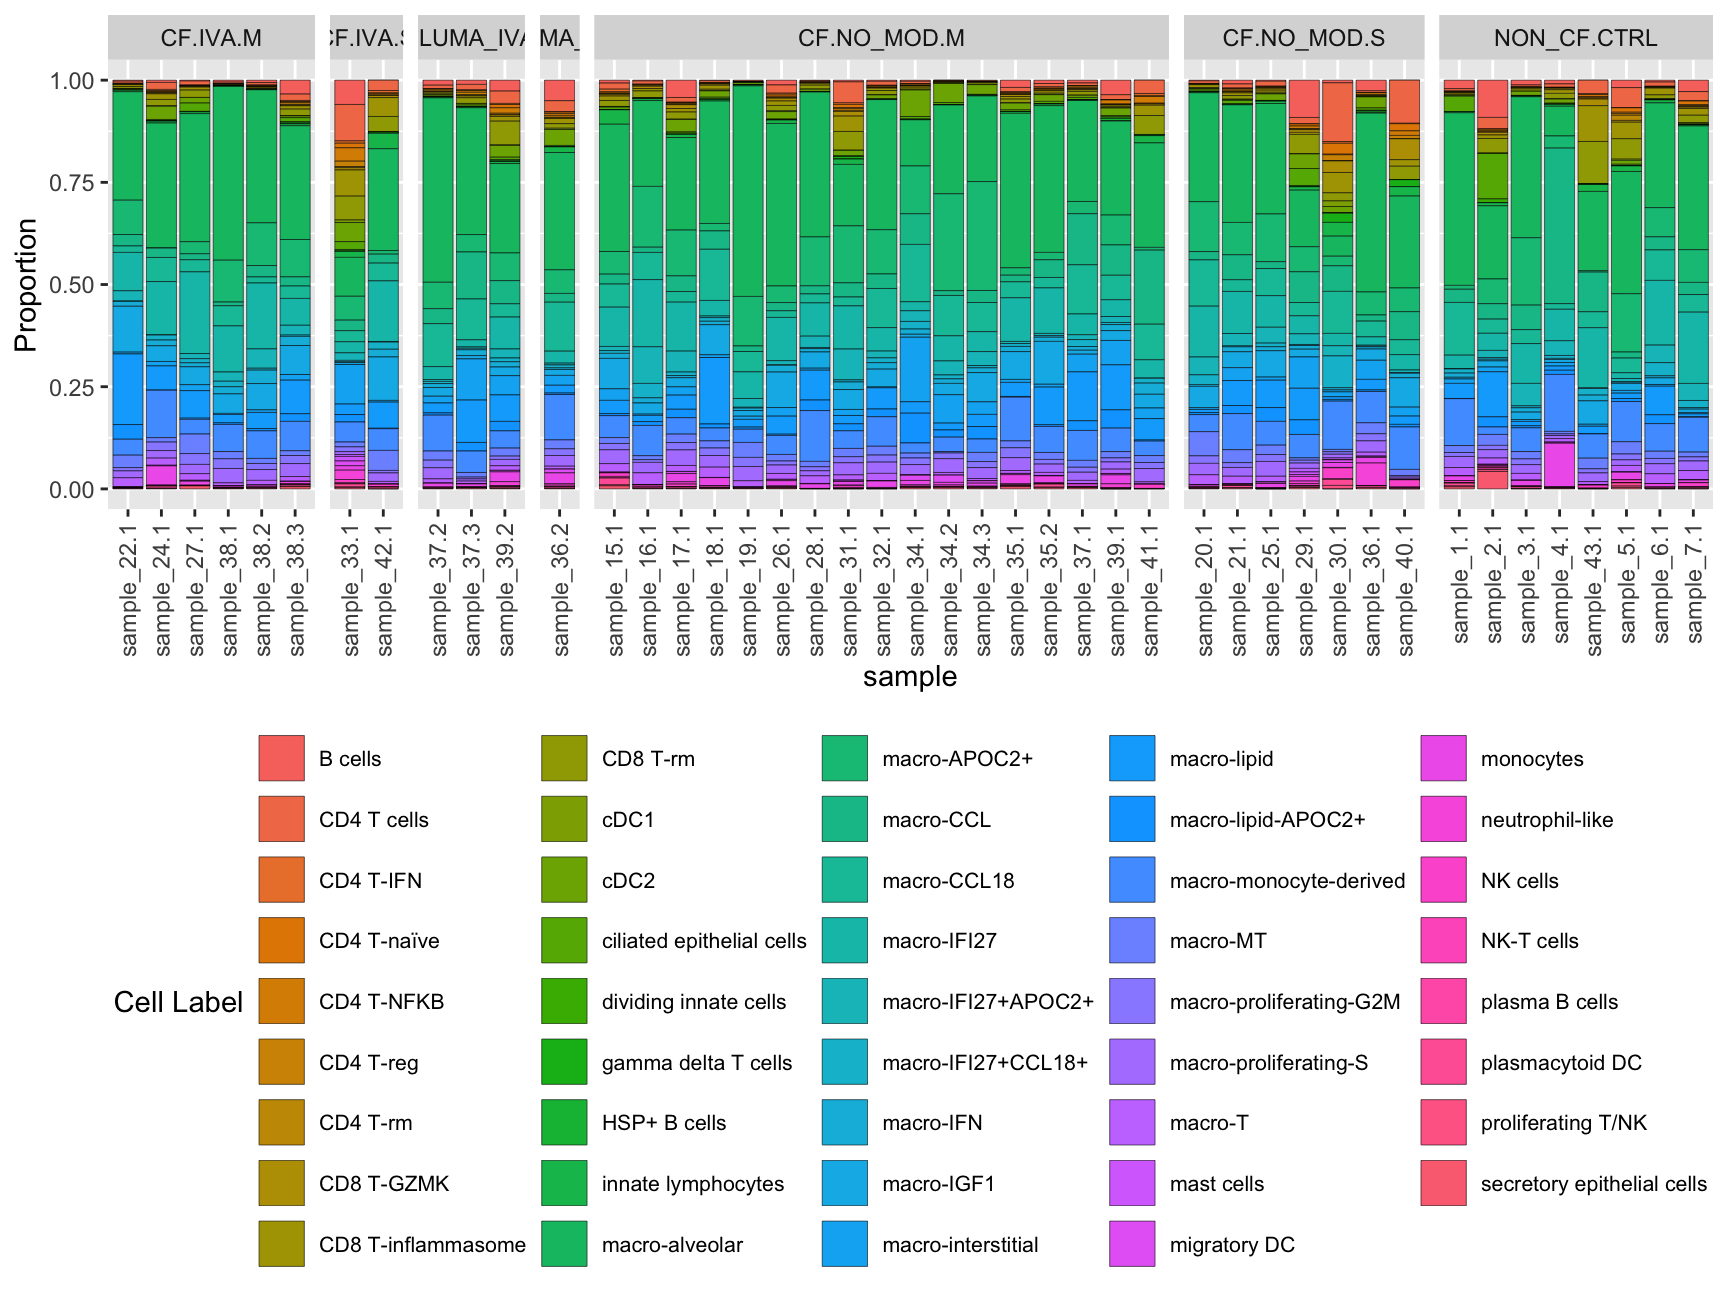 CF.IVA.M CF.IVA.S LUMA_IVA MA_ CF.NO_MOD.M CF.NO_MOD.S NON_CF.CTRL
1.00
0.75
0.50
0.25
0.00
Proportion
sample_22.1
sample_24.1
sample_27.1
sample_38.1
sample_38.2
sample_38.3
sample_33.1
sample_42.1
sample_37.2
sample_37.3
sample_39.2
sample_36.2
sample_15.1
sample_16.1
sample_17.1
sample_18.1
sample_19.1
sample_26.1
sample_28.1
sample_31.1
sample_32.1
sample_34.1
sample_34.2
sample_34.3
sample_35.1
sample_35.2
sample_37.1
sample_39.1
sample_41.1
sample_20.1
sample_21.1
sample_25.1
sample_29.1
sample_30.1
sample_36.1
sample_40.1
sample_1.1
sample_2.1
sample_3.1
sample_4.1
sample_43.1
sample_5.1
sample_6.1
sample_7.1
sample
Cell Label
B cells
CD4 T cells
CD4 T-IFN
CD4 T-naïve
CD4 T-NFKB
CD4 T-reg
CD4 T-rm
CD8 T-GZMK
CD8 T-inflammasome
CD8 T-rm
cDC1
cDC2
ciliated epithelial cells
dividing innate cells
gamma delta T cells
HSP+ B cells
innate lymphocytes
macro-alveolar
macro-APOC2+
macro-CCL
macro-CCL18
macro-IFI27
macro-IFI27+APOC2+
macro-IFI27+CCL18+
macro-IFN
macro-IGF1
macro-interstitial
macro-lipid
macro-lipid-APOC2+
macro-monocyte-derived
macro-MT
macro-proliferating-G2M
macro-proliferating-S
macro-T
mast cells
migratory DC
monocytes
neutrophil-like
NK cells
NK-T cells
plasma B cells
plasmacytoid DC
proliferating T/NK
secretory epithelial cells